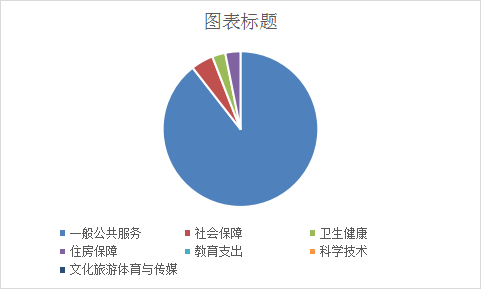 图表标题
一般公共服务 社会保障 卫生健康
住房保障 教育支出 科学技术
文化旅游体育与传媒